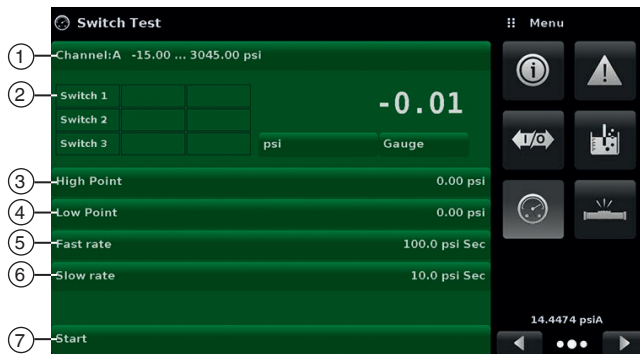 Switch Test
Menu
1 Channel:A -15.00 ... 3045.00 psi
2 Switch 1
-0.01
Switch 2
Switch 3
psi
Gauge
I/O
3 High Point 0.00 psi
4 Low Point 0.00 psi
5 Fast rate 100.0 psi Sec
6 Slow rate 10.0 psi Sec
14.4474 psiA
7 Start